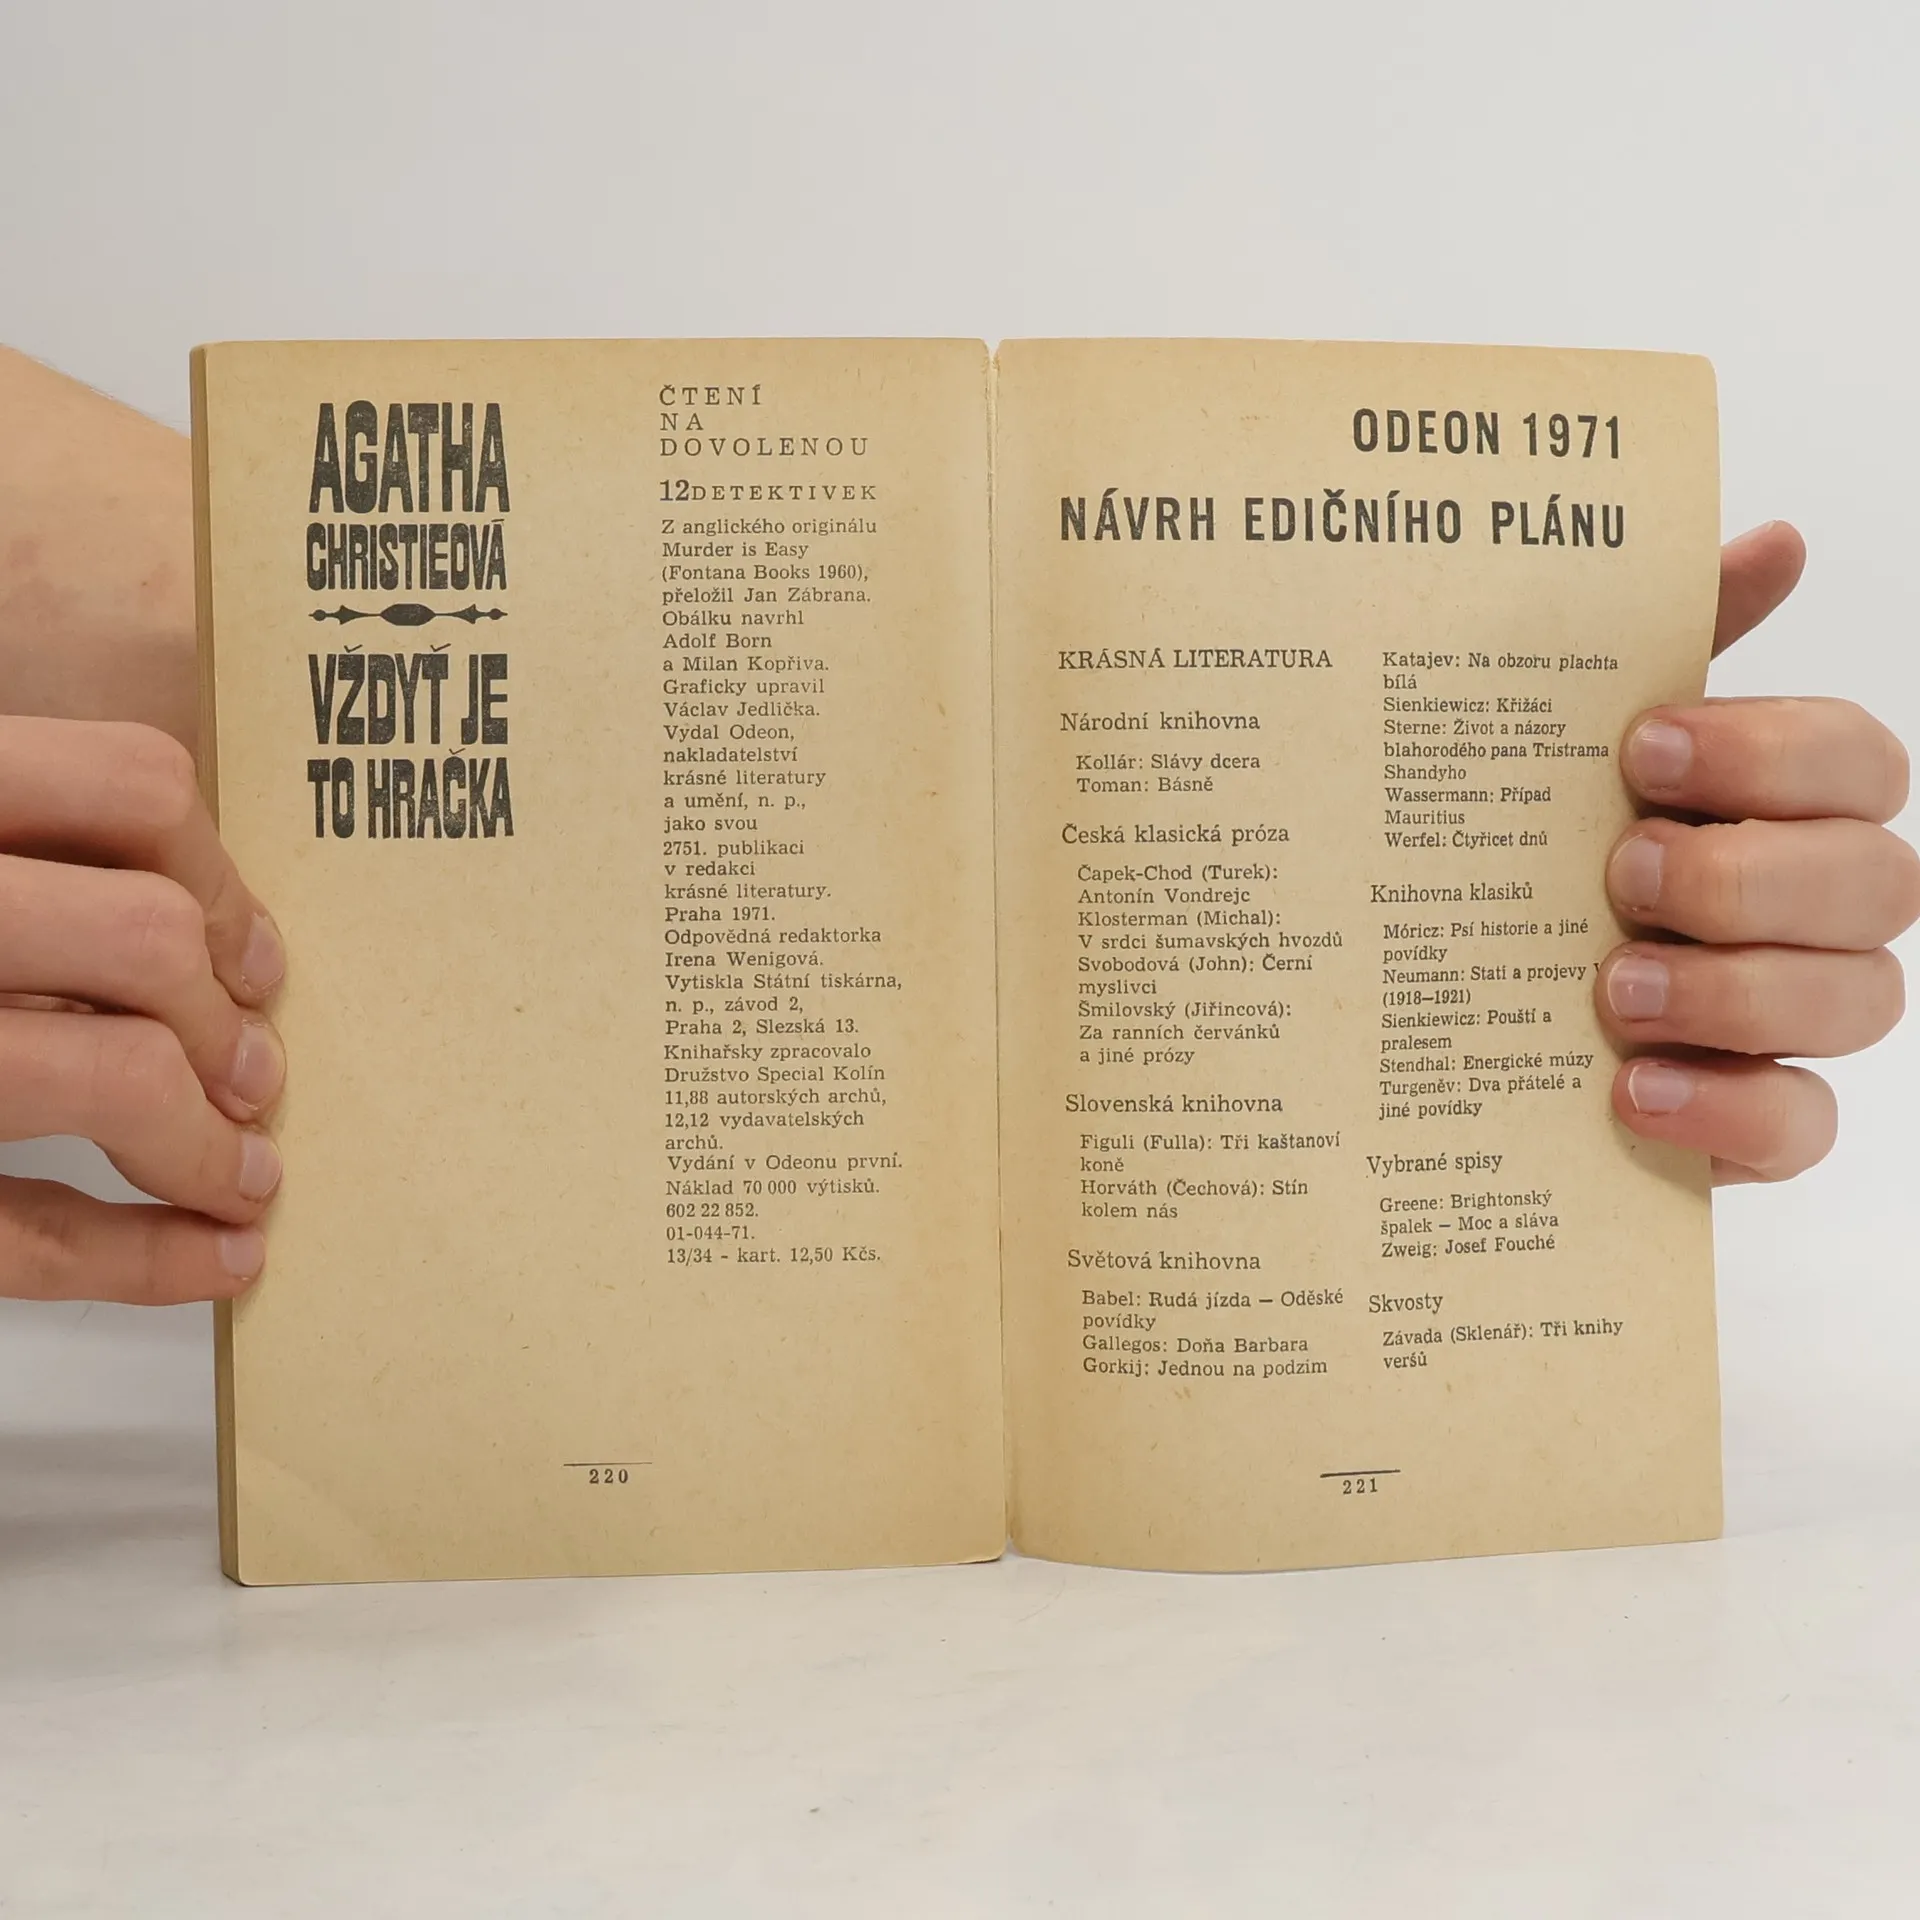 AGATHA
CHRISTIEOVÁ
VŽDYŤ JE
TO HRAČKA
ČTENÍ
NA
DOVOLENOU
12 DETEKTIVEK
Z anglického originálu
Murder is Easy
(Fontana Books 1960),
přeložil Jan Zábrana.
Obálku navrhl
Adolf Born
a Milan Kopřiva.
Graficky upravil
Václav Jedlička.
Vydal Odeon,
nakladatelství
krásné literatury
a umění, n. p.,
jako svou
2751. publikaci
v redakci
krásné literatury.
Praha 1971.
Odpovědná redaktorka
Irena Wenigová.
Vytiskla Státní tiskárna,
n. p., závod 2,
Praha 2, Slezská 13.
Knihařsky zpracovalo
Družstvo Special Kolín
11,88 autorských archů,
12,12 vydavatelských
archů.
Vydání v Odeonu první.
Náklad 70 000 výtisků.
602 22 852.
01-044-71.
13/34 - kart. 12,50 Kčs.
220
ODEON 1971
NÁVRH EDIČNÍHO PLÁNU
KRÁSNÁ LITERATURA
Národní knihovna
Kollár: Slávy dcera
Toman: Básně
Česká klasická próza
Čapek-Chod (Turek):
Antonín Vondrejc
Klosterman (Michal):
V srdci šumavských hvozdů
Svobodová (John): Černí
myslivci
Šmilovský (Jiřincová):
Za ranních červánků
a jiné prózy
Slovenská knihovna
Figuli (Fulla): Tři kaštanoví
koně
Horváth (Čechová): Stín
kolem nás
Světová knihovna
Babel: Rudá jízda — Oděské
povídky
Gallegos: Doňa Barbara
Gorkij: Jednou na podzim
Katajev: Na obzoru plachta
bílá
Sienkiewicz: Křižáci
Sterne: Život a názory
blahorodého pana Tristrama
Shandyho
Wassermann: Případ
Mauritius
Werfel: Čtyřicet dnů
Knihovna klasiků
Móricz: Psí historie a jiné
povídky
Neumann: Stati a projevy
(1918—1921)
Sienkiewicz: Pouští a
pralesem
Stendhal: Energické múzy
Turgeněv: Dva přátelé a
jiné povídky
Vybrané spisy
Greene: Brightonský
špalek — Moc a sláva
Zweig: Josef Fouché
Skvosty
Závada (Sklenář): Tři knihy
veršů
221